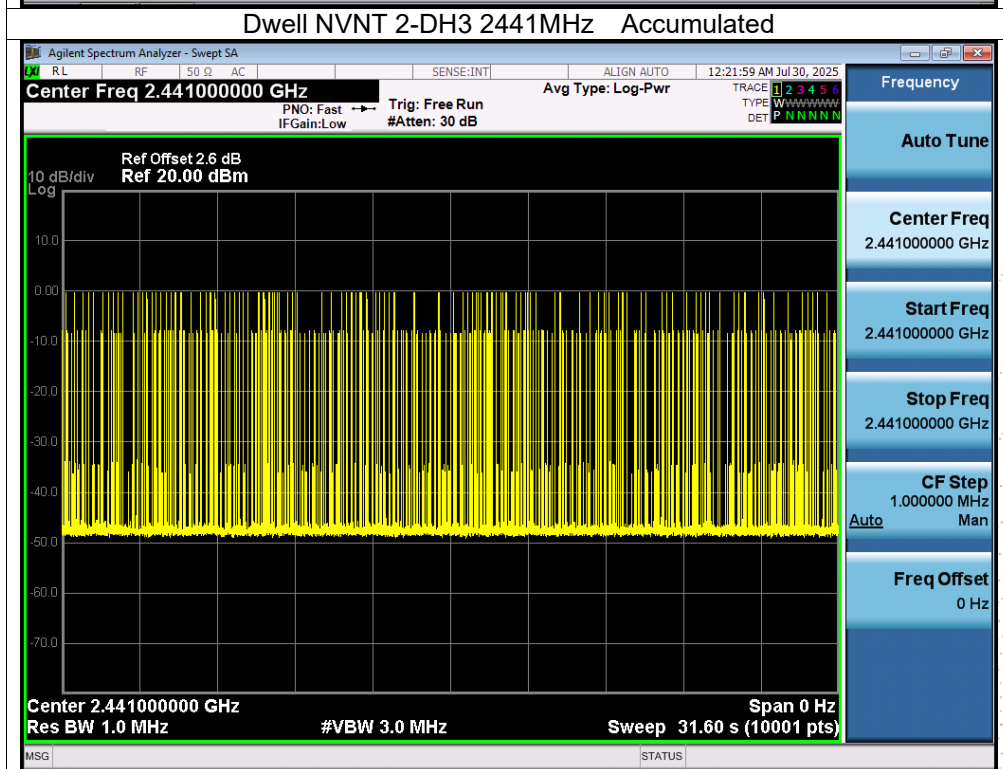 Dwell NVNT 2-DH3 2441MHz Accumulated
Agilent Spectrum Analyzer - Swept SA
LXI RL RF 50 Ω AC SENSE:INT ALIGN AUTO 12:21:59 AM Jul 30, 2025
Center Freq 2.441000000 GHz Avg Type: Log-Pwr TRACE 1 2 3 4 5 6
PNO: Fast Trig: Free Run TYPE WWWWWWW
IFGain:Low #Atten: 30 dB DET P N N N N N
Frequency
Ref Offset 2.6 dB
10 dB/div Ref 20.00 dBm
Log
10.0
0.00
-10.0
-20.0
-30.0
-40.0
-50.0
-60.0
-70.0
Center 2.441000000 GHz Span 0 Hz
Res BW 1.0 MHz #VBW 3.0 MHz Sweep 31.60 s (10001 pts)
Auto Tune
Center Freq
2.441000000 GHz
Start Freq
2.441000000 GHz
Stop Freq
2.441000000 GHz
CF Step
1.000000 MHz
Auto Man
Freq Offset
0 Hz
MSG STATUS